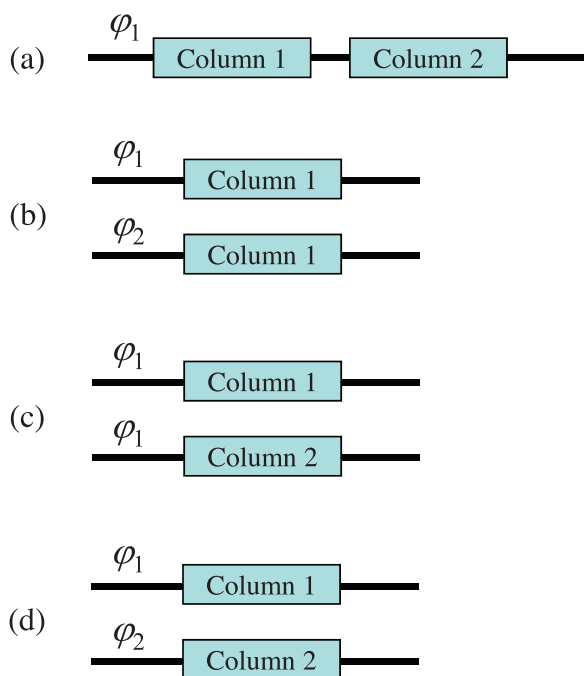 φ1
(a) Column 1 Column 2
φ1
Column 1
(b)
φ2
Column 1
φ1
Column 1
(c)
φ1
Column 2
φ1
Column 1
(d)
φ2
Column 2